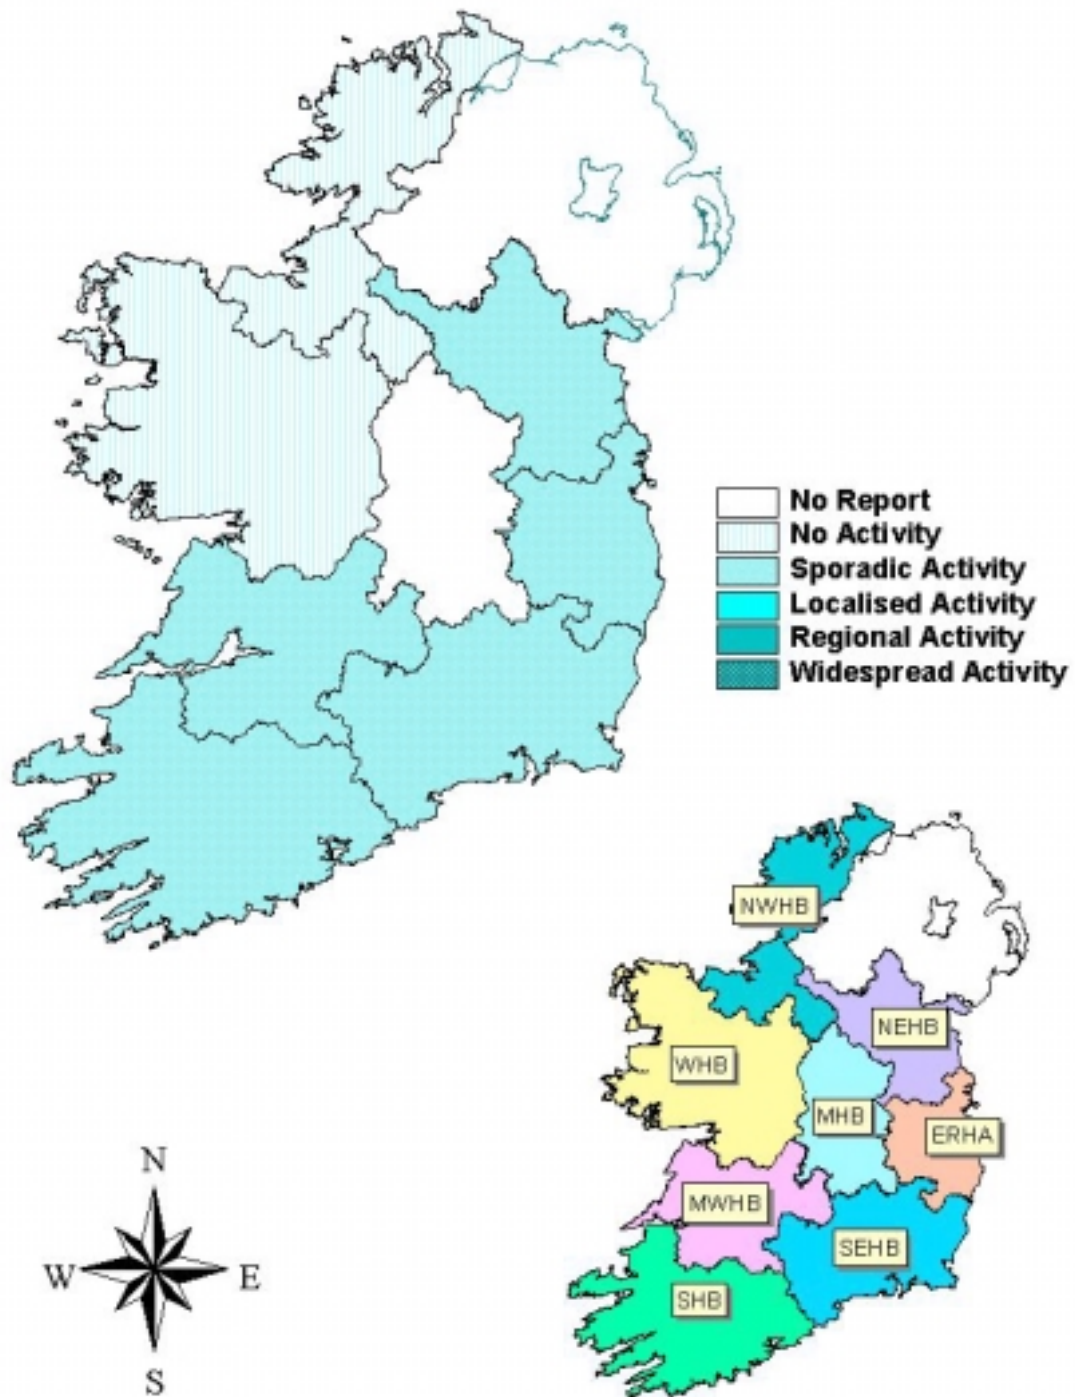 No Report
No Activity
Sporadic Activity
Localised Activity
Regional Activity
Widespread Activity
NWHB
NEHB
WHB
MHB
ERHA
MWHB
SEHB
SHB
N
W
E
S